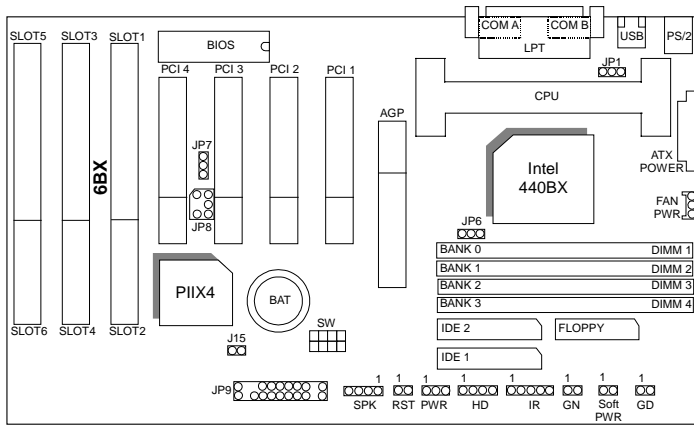 COM A COM B
LPT
USB
PS/2
SLOT5 SLOT3 SLOT1
BIOS
PCI 4 PCI 3 PCI 2 PCI 1
JP1
CPU
AGP
6BX
JP7
JP8
Intel
440BX
ATX
POWER
FAN
PWR
JP6
BANK 0 DIMM 1
BANK 1 DIMM 2
BANK 2 DIMM 3
BANK 3 DIMM 4
PIIX4
BAT
SW
IDE 2
FLOPPY
IDE 1
SLOT6 SLOT4 SLOT2
J15
JP9
1 1 1 1 1 1 1 1
SPK RST PWR HD IR GN Soft
PWR GD